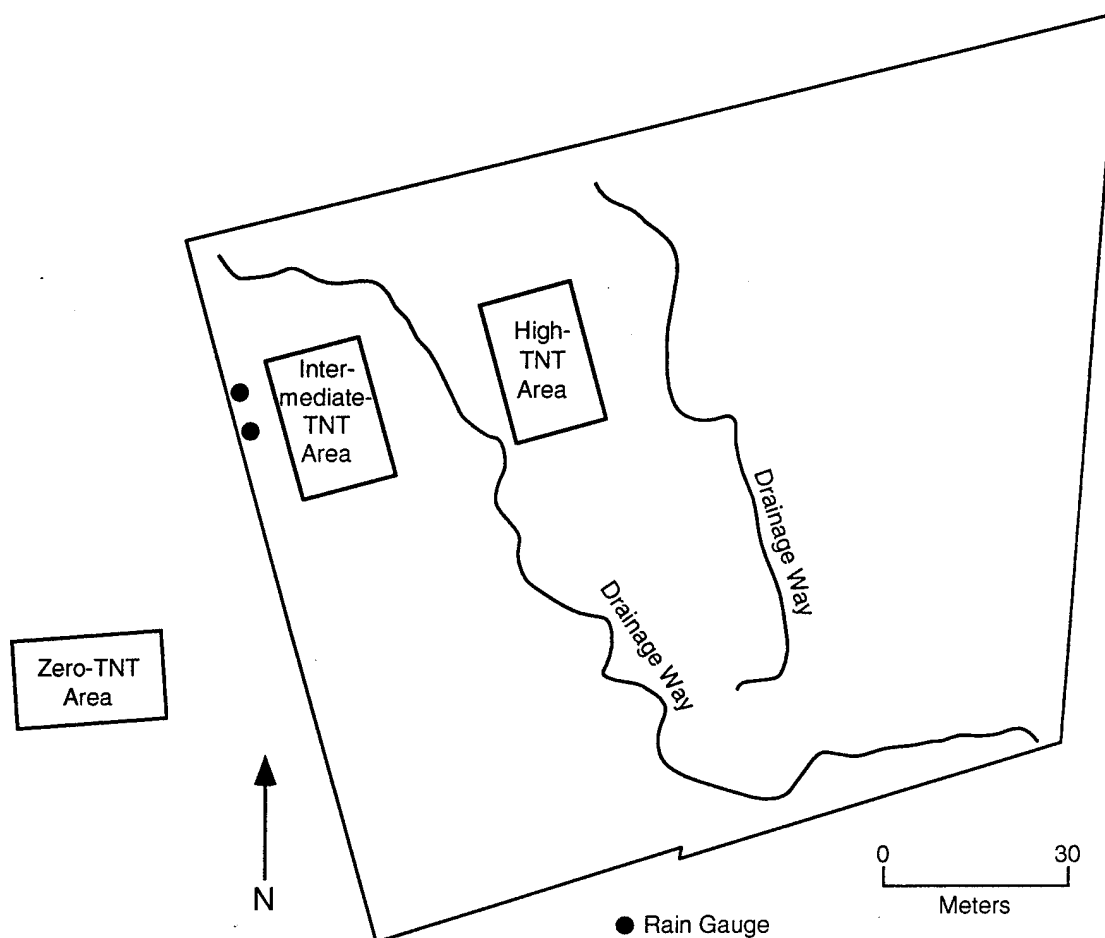 High-
TNT
Area
Inter-
mediate-
TNT
Area
Drainage Way
Drainage Way
Zero-TNT
Area
N
0 30
Meters
Rain Gauge